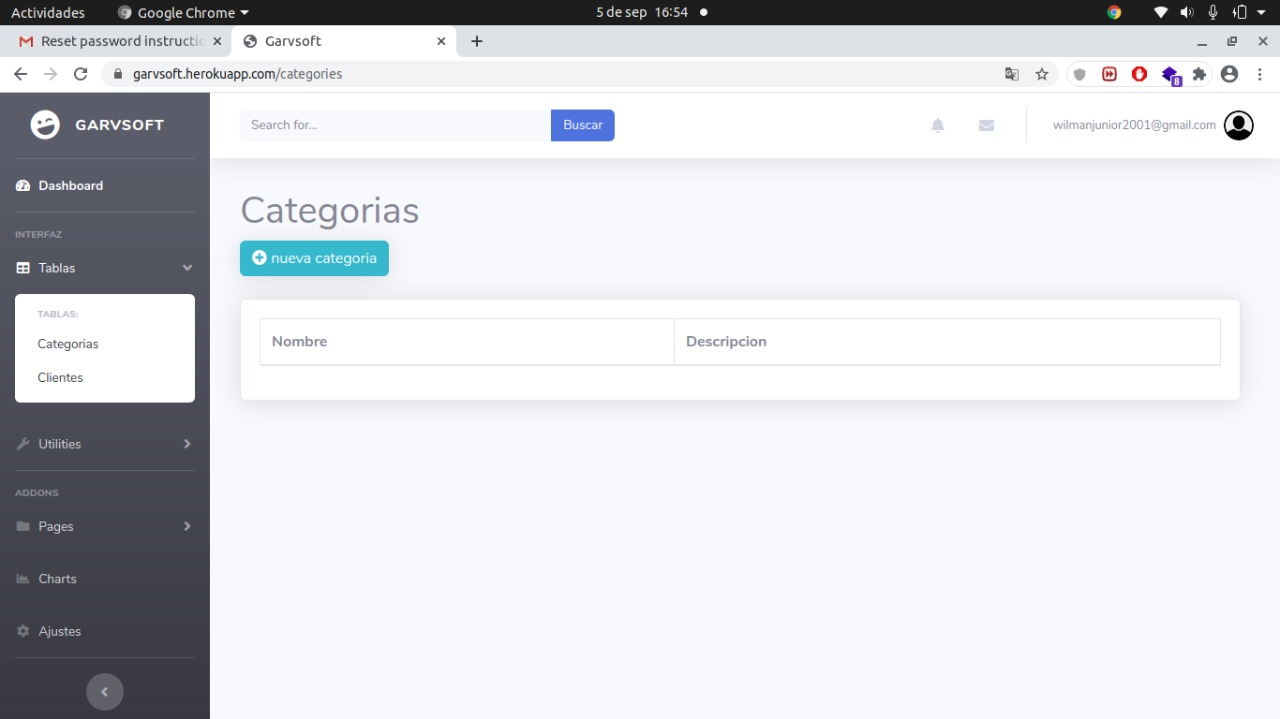 Actividades Google Chrome 5 de sep 16:54
Reset password instructic Garvsoft
garvsoft.herokuapp.com/categories
8
GARVSOFT
Search for... Buscar wilmanjunior2001@gmail.com
Dashboard
INTERFAZ
Tablas
TABLAS:
Categorias
Clientes
Utilities
ADDONS
Pages
Charts
Ajustes
Categorias
nueva categoria
Nombre Descripcion